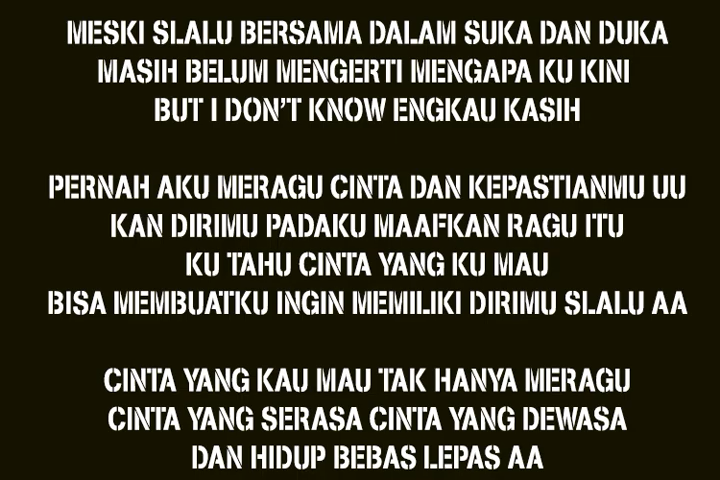 MESKI SLALU BERSAMA DALAM SUKA DAN DUKA
MASIH BELUM MENGERTI MENGAPA KU KINI
BUT I DON'T KNOW ENGKAU KASIH
PERNAH AKU MERAGU CINTA DAN KEPASTIANMU UU
KAN DIRIMU PADAKU MAAFKAN RAGU ITU
KU TAHU CINTA YANG KU MAU
BISA MEMBUATKU INGIN MEMILIKI DIRIMU SLALU AA
CINTA YANG KAU MAU TAK HANYA MERAGU
CINTA YANG SERASA CINTA YANG DEWASA
DAN HIDUP BEBAS LEPAS AA